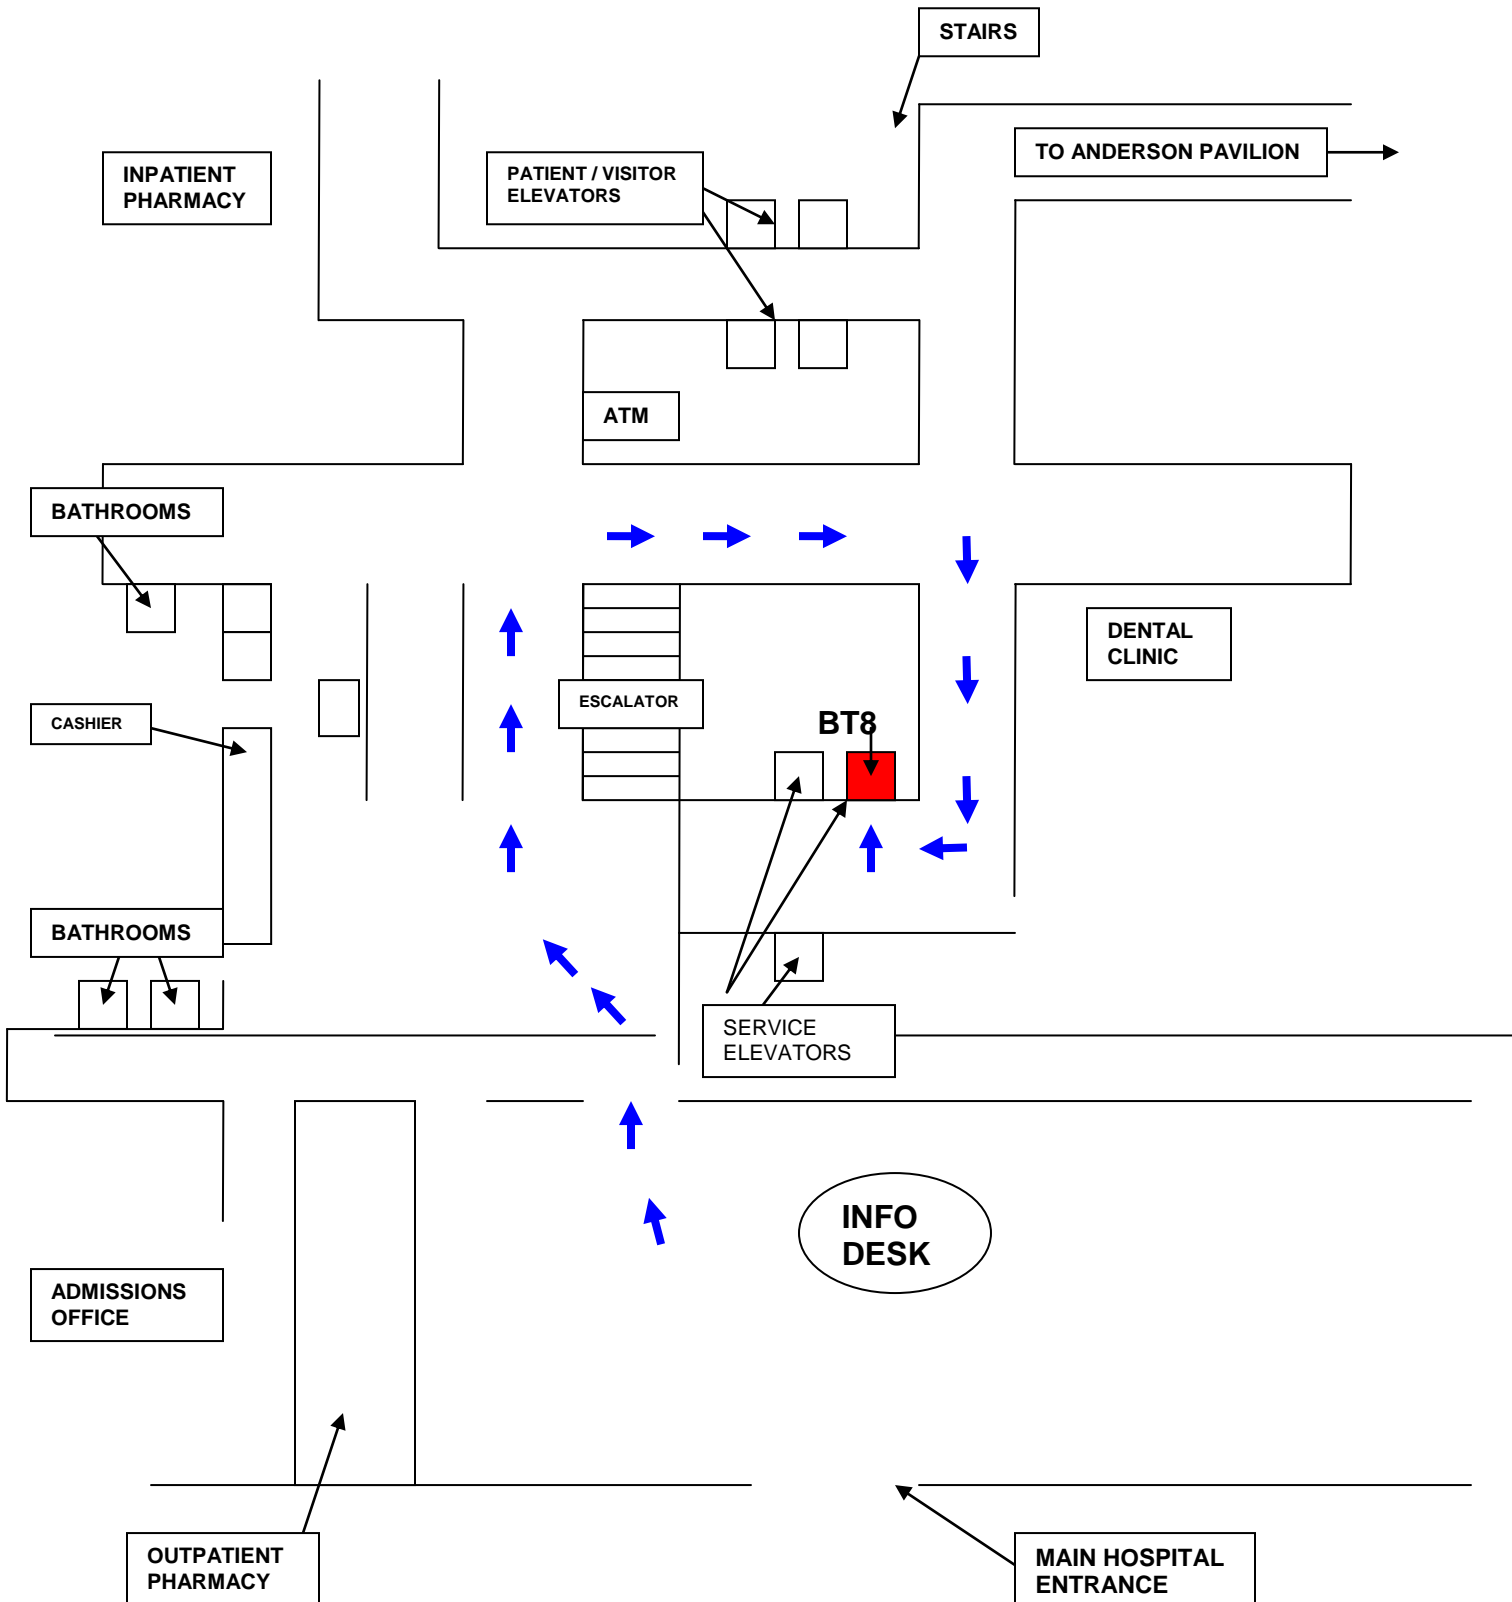 STAIRS
TO ANDERSON PAVILION
INPATIENT
PHARMACY
PATIENT / VISITOR
ELEVATORS
ATM
BATHROOMS
DENTAL
CLINIC
ESCALATOR
CASHIER
BT8
BATHROOMS
SERVICE
ELEVATORS
INFO
DESK
ADMISSIONS
OFFICE
OUTPATIENT
PHARMACY
MAIN HOSPITAL
ENTRANCE